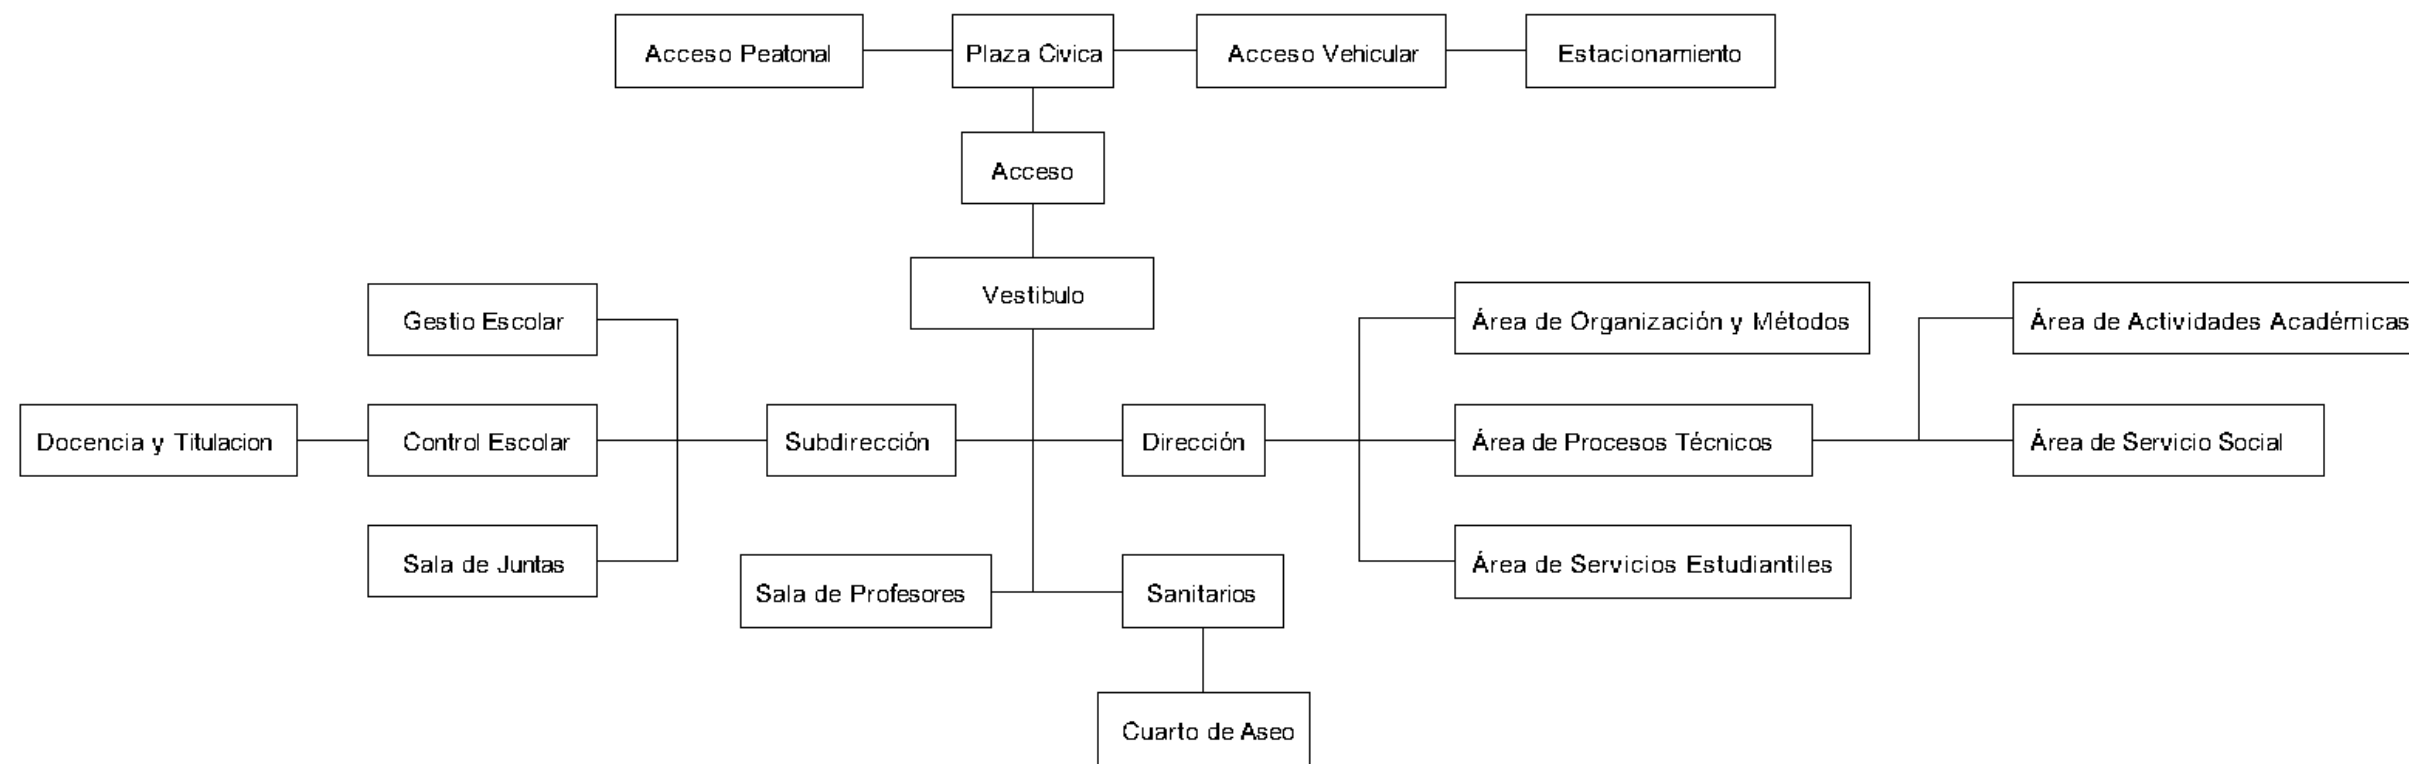 Acceso Peatonal
Plaza Civica
Acceso Vehicular
Estacionamiento
Acceso
Vestibulo
Gestio Escolar
Área de Organización y Métodos
Área de Actividades Académicas
Docencia y Titulacion
Control Escolar
Subdirección
Dirección
Área de Procesos Técnicos
Área de Servicio Social
Sala de Juntas
Área de Servicios Estudiantiles
Sala de Profesores
Sanitarios
Cuarto de Aseo